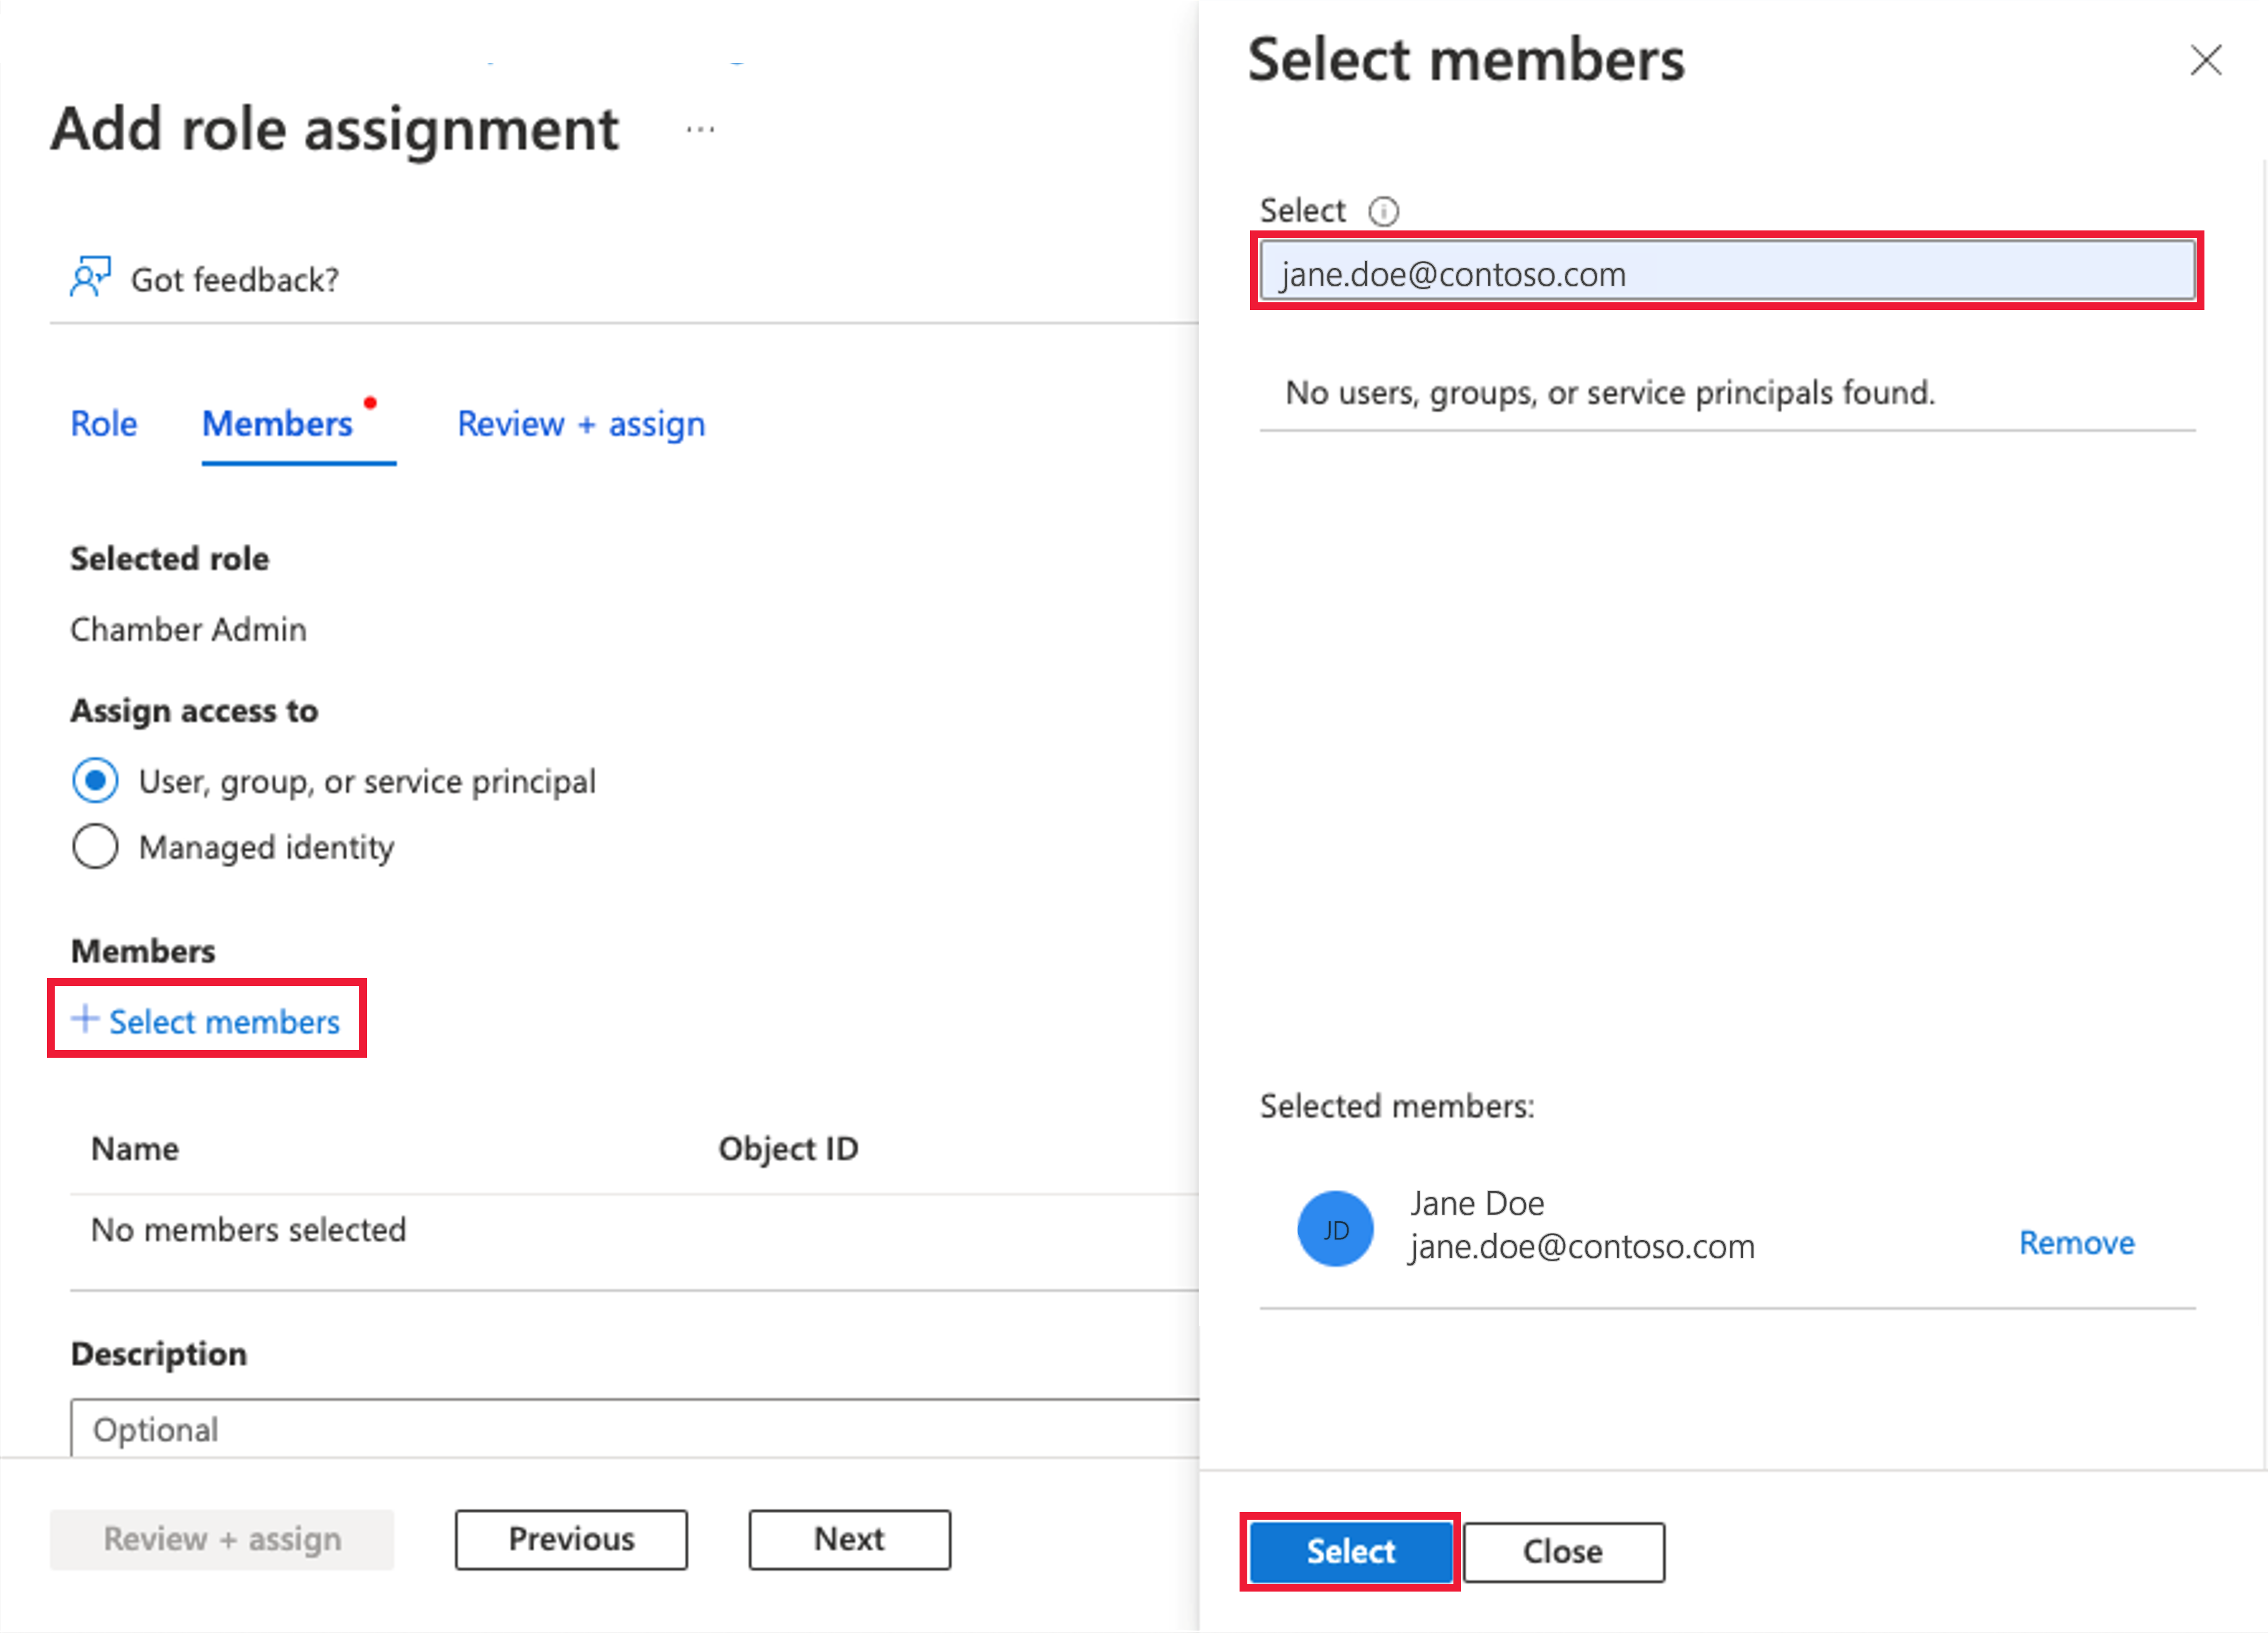 Add role assignment
...
Got feedback?
Role Members Review + assign
Selected role
Chamber Admin
Assign access to
User, group, or service principal
Managed identity
Members
+ Select members
Name Object ID
No members selected
Description
Optional
Review + assign Previous Next
Select members
Select
jane.doe@contoso.com
No users, groups, or service principals found.
Selected members:
JD
Jane Doe
jane.doe@contoso.com
Remove
Select Close